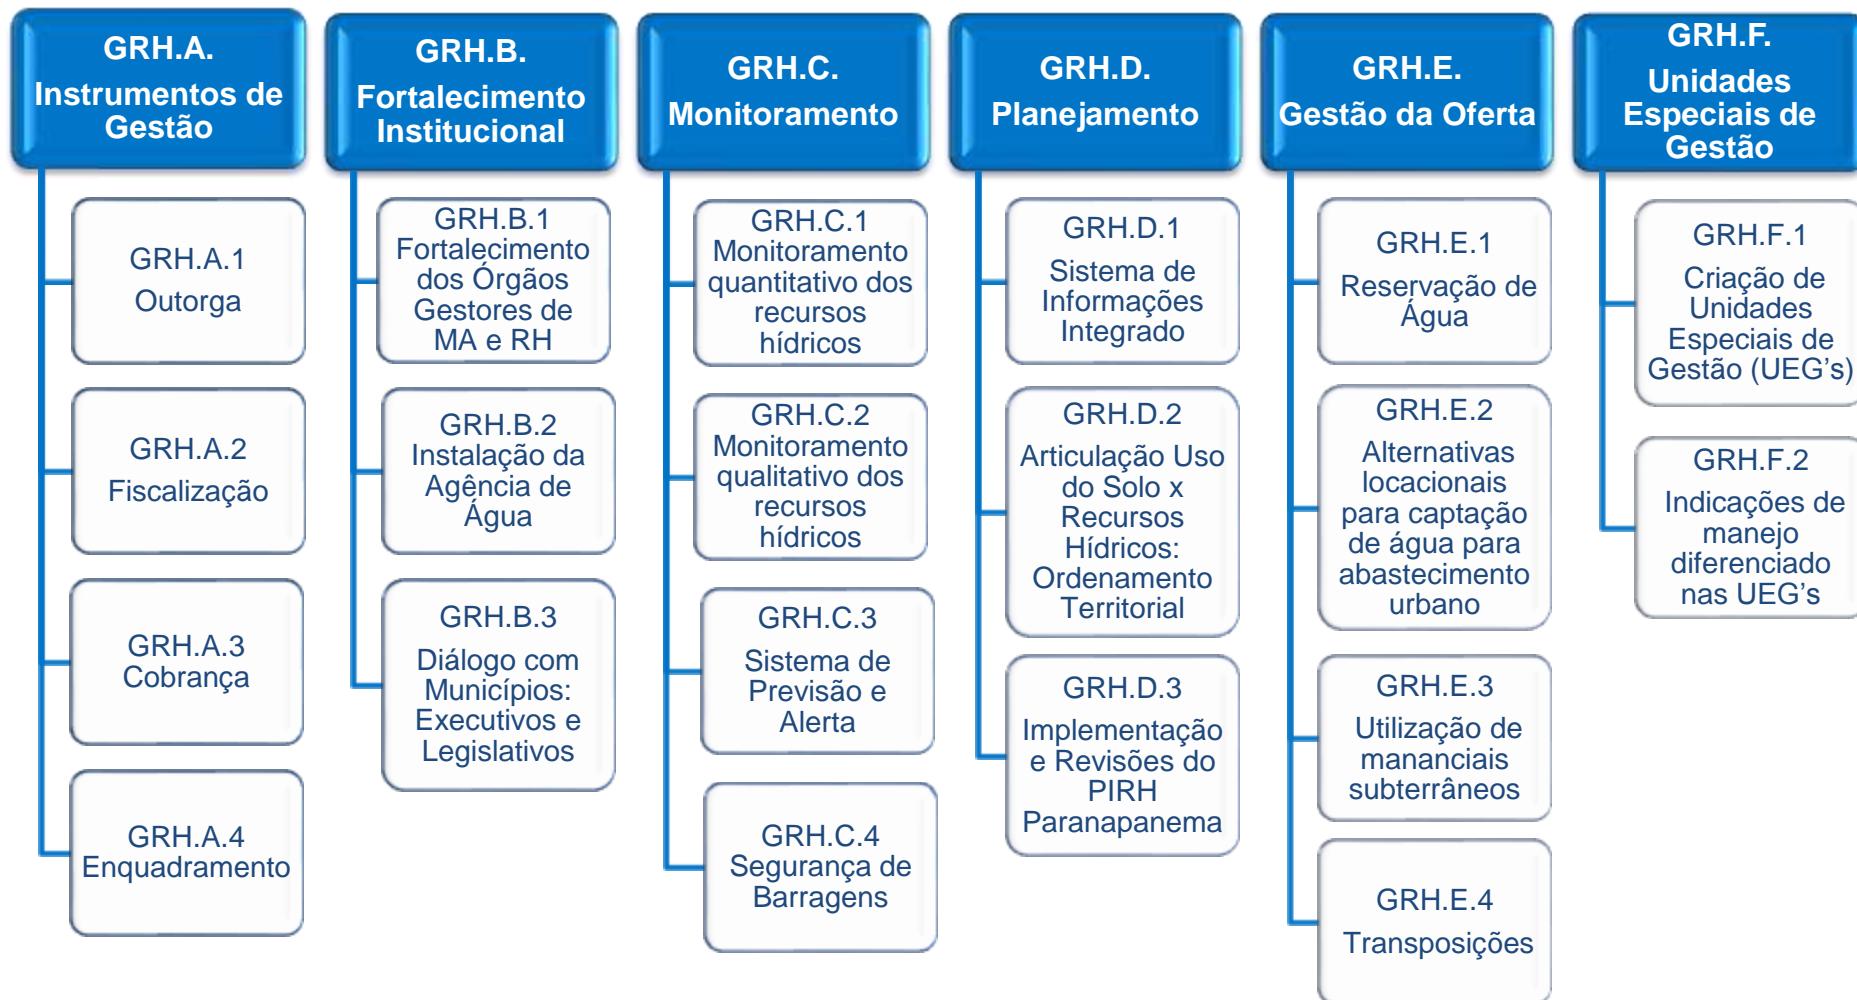 GRH.A.
Instrumentos de
Gestão
GRH.A.1
Outorga
GRH.A.2
Fiscalização
GRH.A.3
Cobrança
GRH.A.4
Enquadramento
GRH.B.
Fortalecimento
Institucional
GRH.B.1
Fortalecimento
dos Órgãos
Gestores de
MA e RH
GRH.B.2
Instalação da
Agência de
Água
GRH.B.3
Diálogo com
Municípios:
Executivos e
Legislativos
GRH.C.
Monitoramento
GRH.C.1
Monitoramento
quantitativo dos
recursos
hídricos
GRH.C.2
Monitoramento
qualitativo dos
recursos
hídricos
GRH.C.3
Sistema de
Previsão e
Alerta
GRH.C.4
Segurança de
Barragens
GRH.D.
Planejamento
GRH.D.1
Sistema de
Informações
Integrado
GRH.D.2
Articulação Uso
do Solo x
Recursos
Hídricos:
Ordenamento
Territorial
GRH.D.3
Implementação
e Revisões do
PIRH
Paranapanema
GRH.E.
Gestão da Oferta
GRH.E.1
Reservação de
Água
GRH.E.2
Alternativas
locacionais
para captação
de água para
abastecimento
urbano
GRH.E.3
Utilização de
mananciais
subterrâneos
GRH.E.4
Transposições
GRH.F.
Unidades
Especiais de
Gestão
GRH.F.1
Criação de
Unidades
Especiais de
Gestão (UEG’s)
GRH.F.2
Indicações de
manejo
diferenciado
nas UEG’s